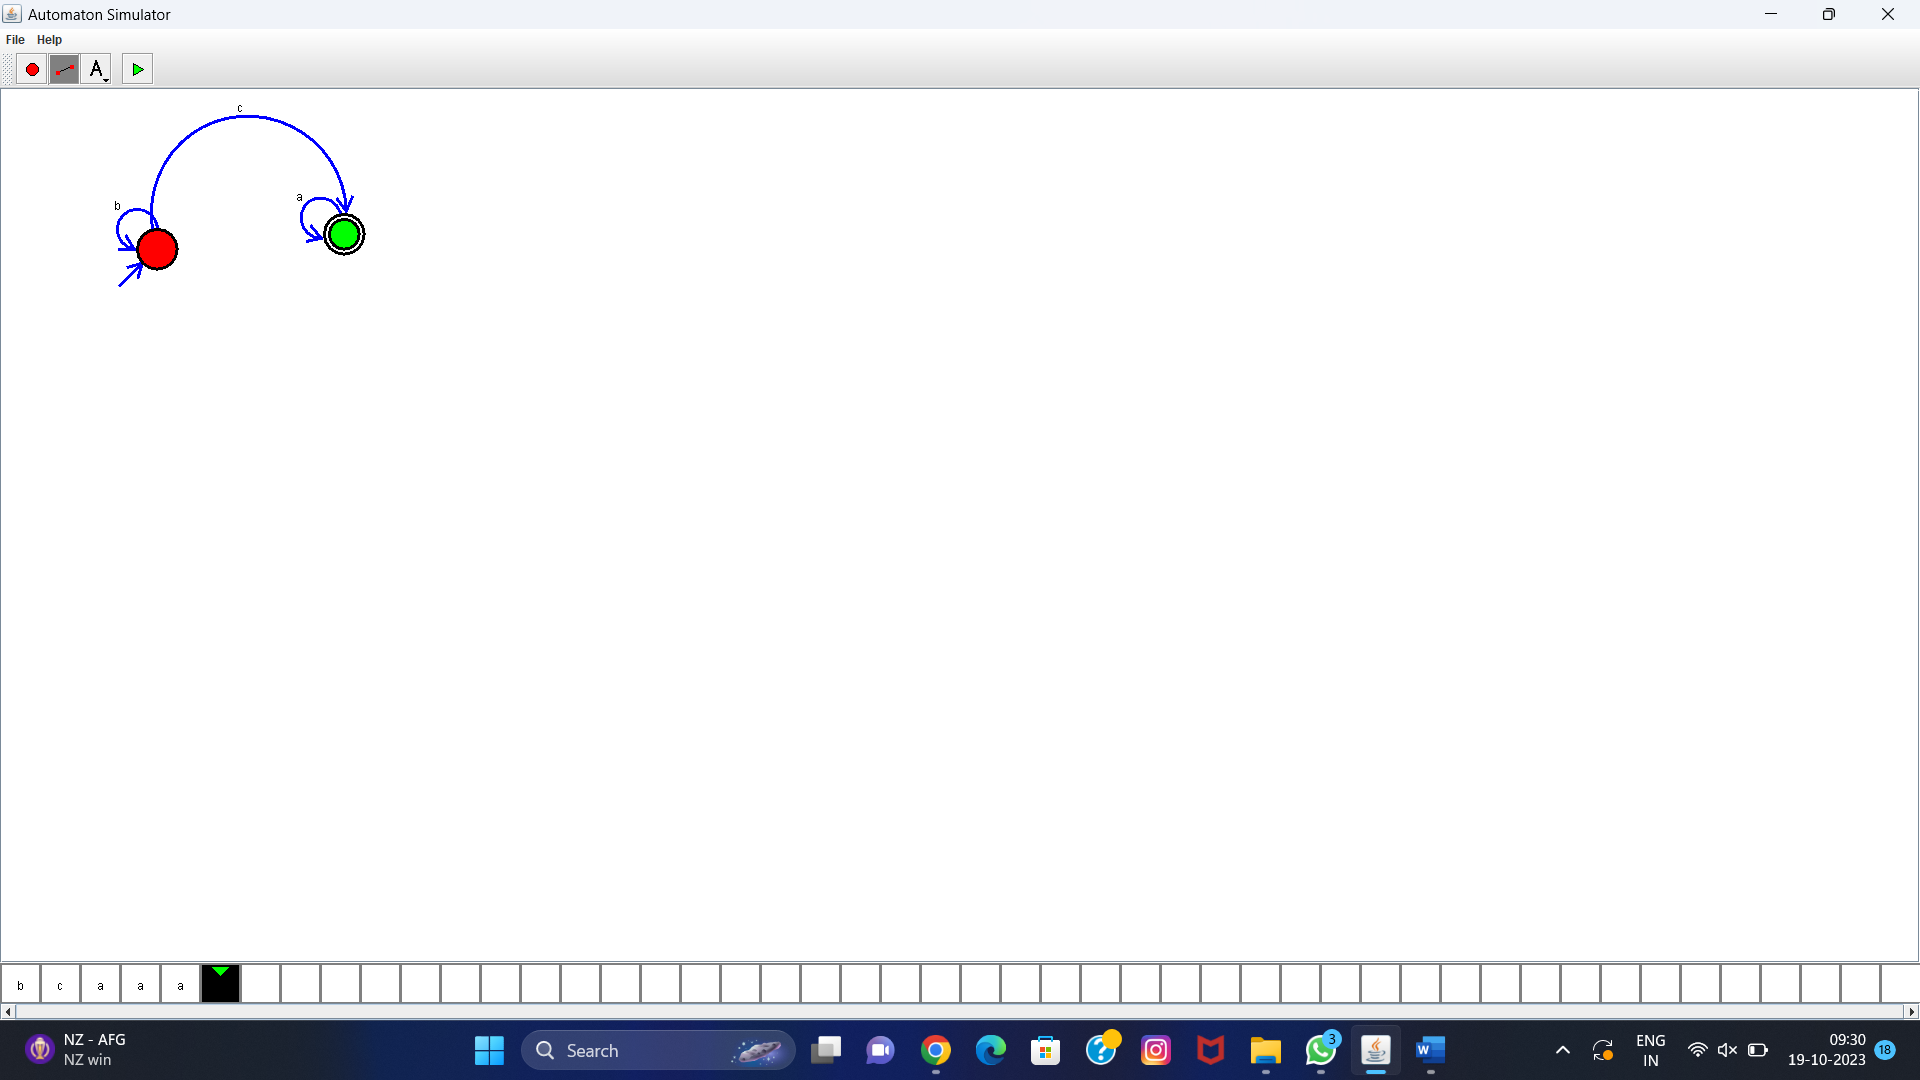 Automaton Simulator
File Help
A
c
b
a
b c a a a
NZ - AFG
NZ win
Search
3
ENG
IN
09:30
19-10-2023
18